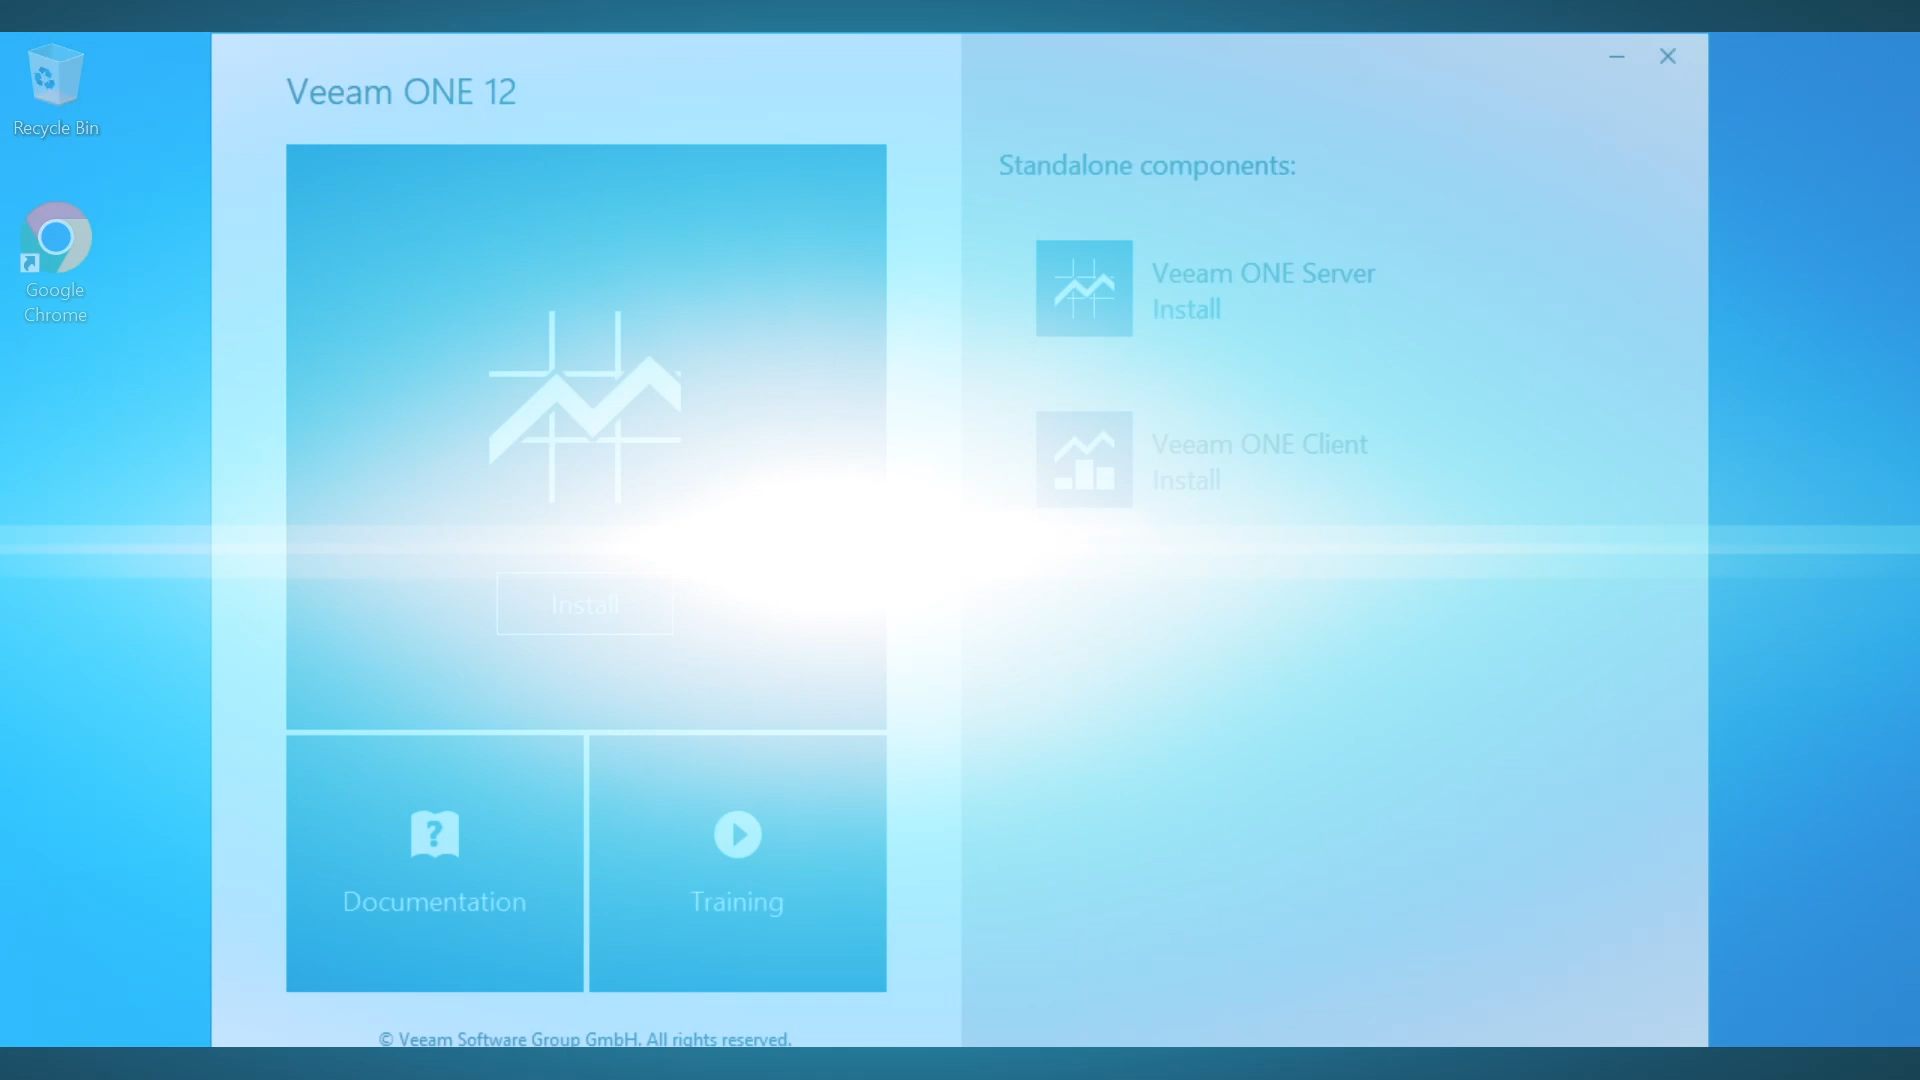 Recycle Bin
Google
Chrome
Veeam ONE 12
Install
Documentation
Training
© Veeam Software Group GmbH. All rights reserved.
Standalone components:
Veeam ONE Server
Install
Veeam ONE Client
Install